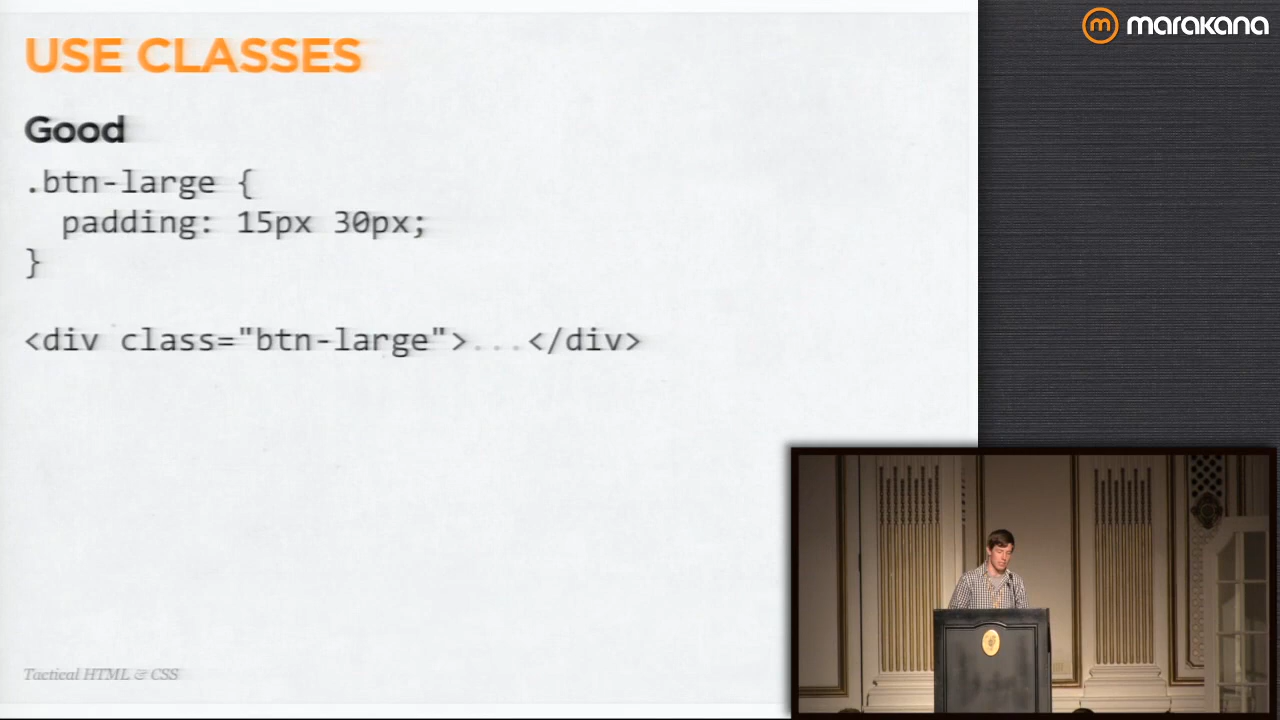 USE CLASSES
marakana
Good
.btn-large {
padding: 15px 30px;
}
<div class="btn-large">...</div>
Tactical HTML & CSS